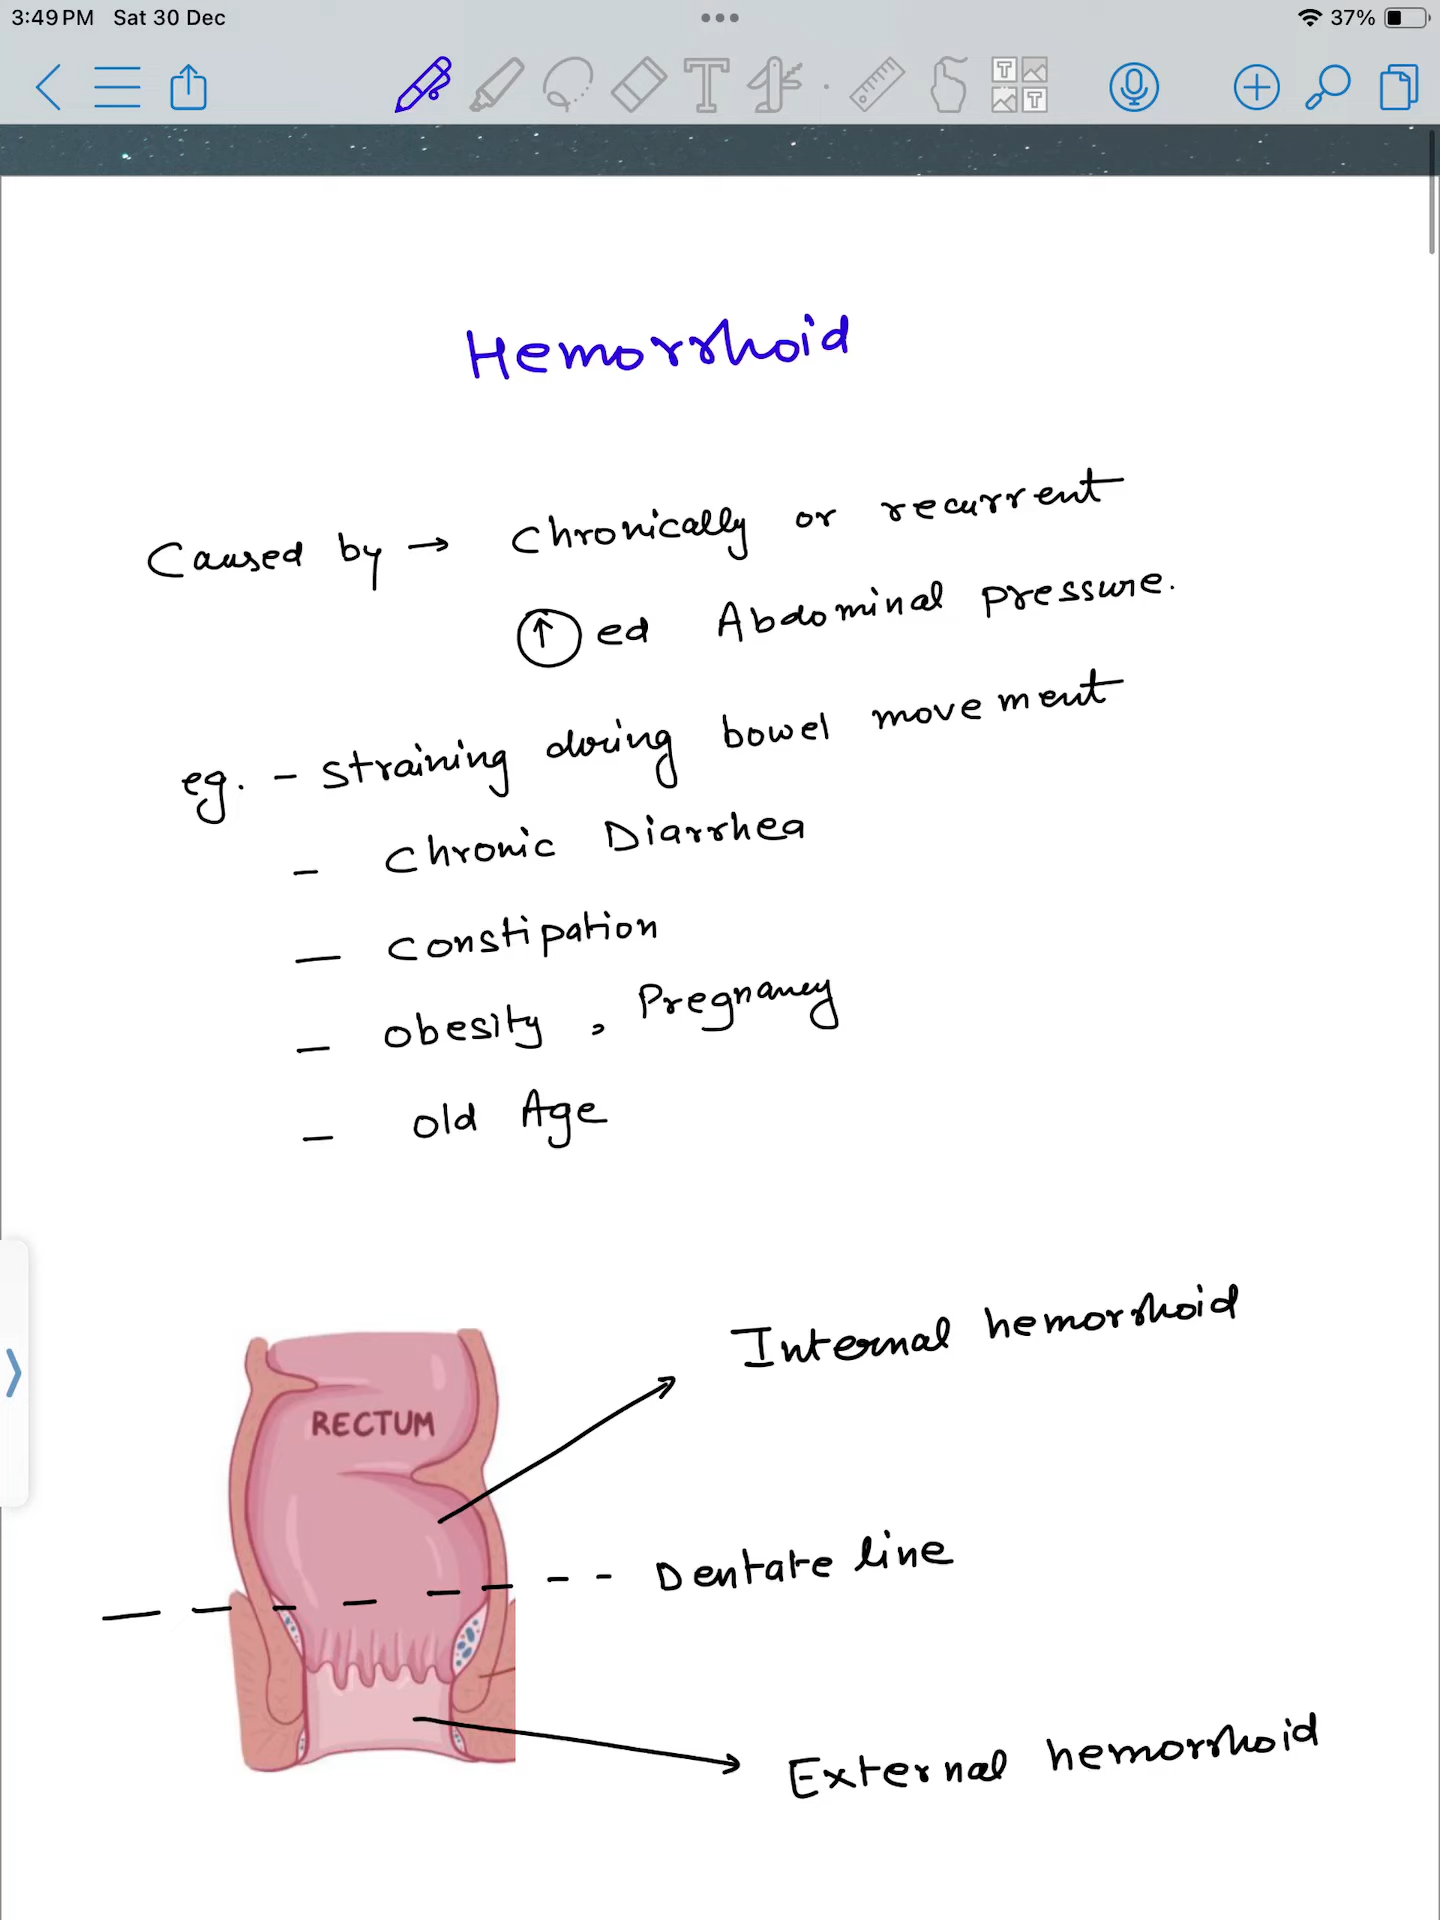 3:49 PM Sat 30 Dec
37%
Hemorrhoid
Caused by → Chronically or recurrent
↑ ed Abdominal pressure.
eg. - straining during bowel movement
- Chronic Diarrhea
- Constipation
- obesity, Pregnancy
- old Age
Internal hemorrhoid
RECTUM
Dentate line
External hemorrhoid